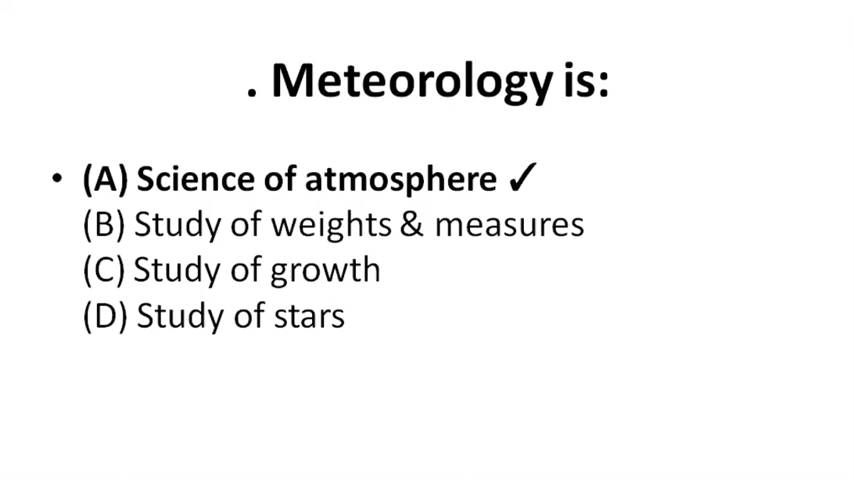 . Meteorology is:
• (A) Science of atmosphere ✓
(B) Study of weights & measures
(C) Study of growth
(D) Study of stars